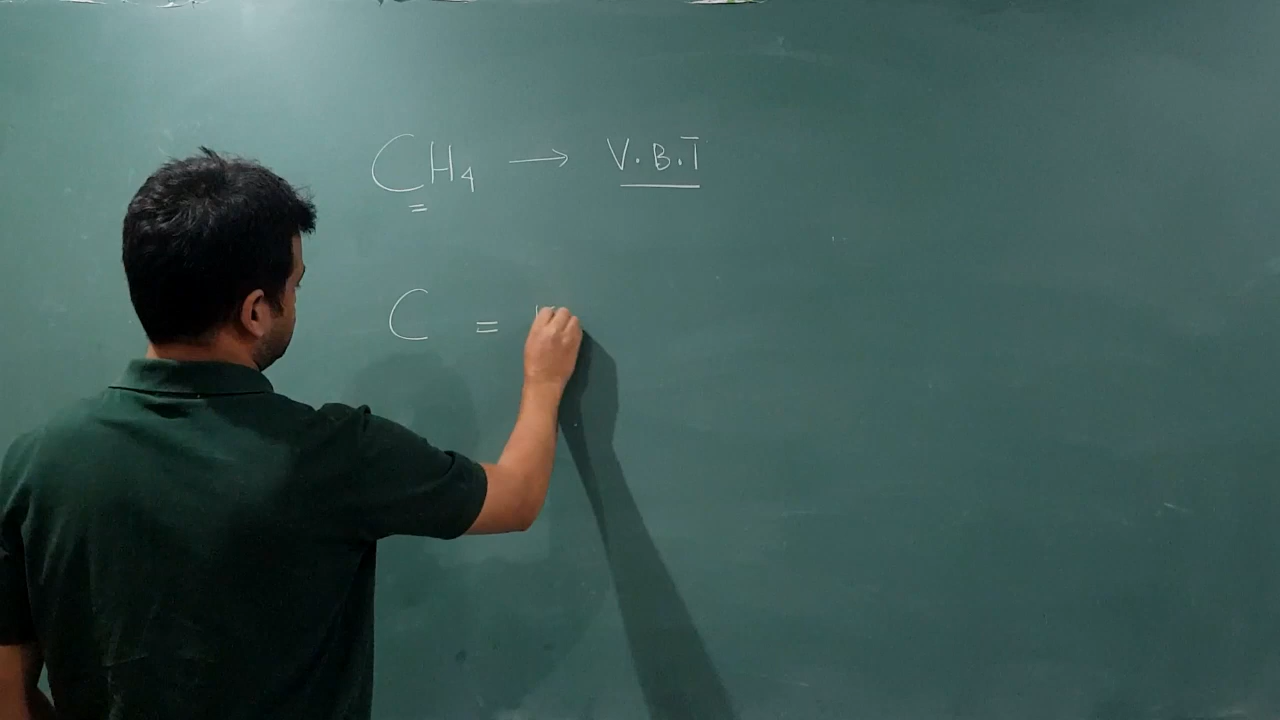 CH₄ → V.B.T
C =